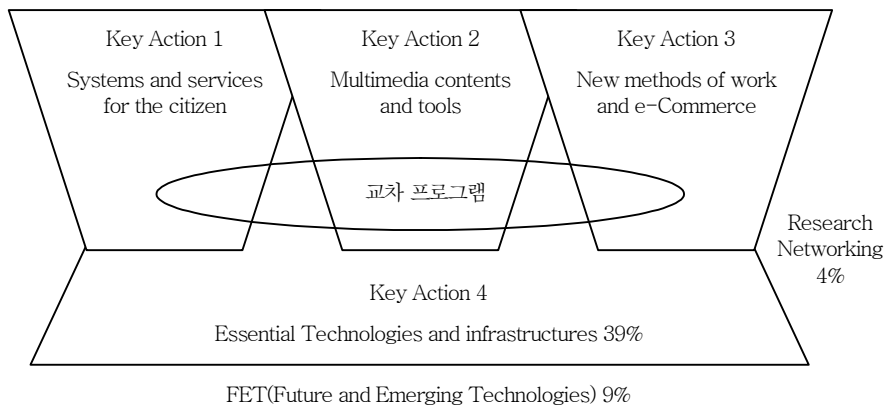 Key Action 1
Systems and services
for the citizen
Key Action 2
Multimedia contents
and tools
Key Action 3
New methods of work
and e-Commerce
교차 프로그램
Research
Networking
4%
Key Action 4
Essential Technologies and infrastructures 39%
FET(Future and Emerging Technologies) 9%